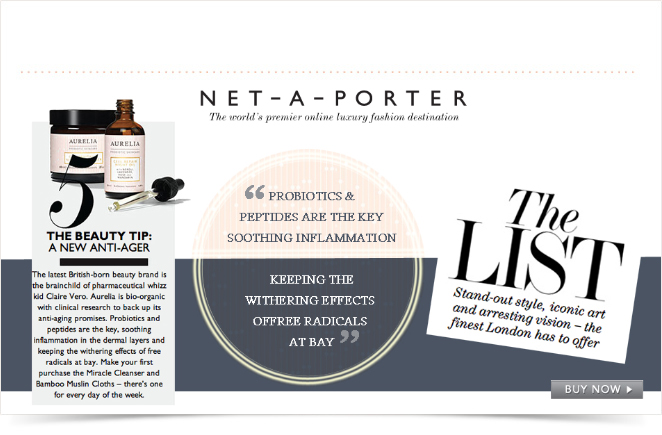 NET-A-PORTER
The world's premier online luxury fashion destination
AURELIA
AURELIA
5
THE BEAUTY TIP:
A NEW ANTI-AGER
The latest British-born beauty brand is
the brainchild of pharmaceutical whizz
kid Claire Vero. Aurelia is bio-organic
with clinical research to back up its
anti-aging promises. Probiotics and
peptides are the key, soothing
inflammation in the dermal layers and
keeping the withering effects of free
radicals at bay. Make your first
purchase the Miracle Cleanser and
Bamboo Muslin Cloths – there's one
for every day of the week.
“ PROBIOTICS &
PEPTIDES ARE THE KEY
SOOTHING INFLAMMATION
KEEPING THE
WITHERING EFFECTS
OFFREE RADICALS
AT BAY ”
The
LIST
Stand-out style, iconic art
and arresting vision – the
finest London has to offer
BUY NOW